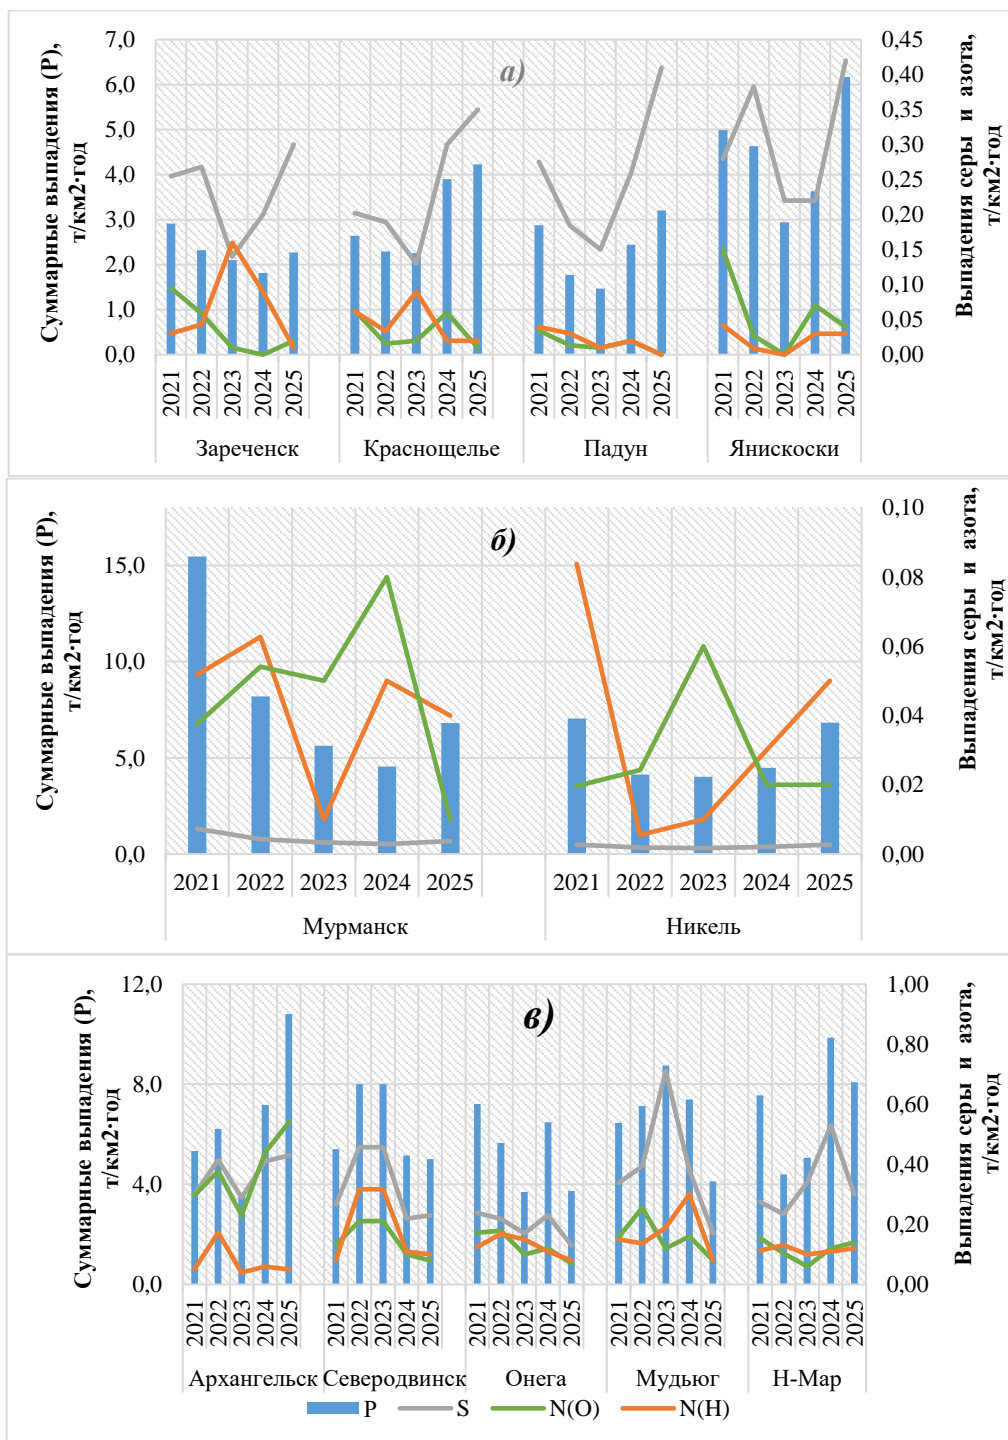 Суммарные выпадения (P),
т/км2·год
7,0
6,0
5,0
4,0
3,0
2,0
1,0
0,0
а)
0,45
0,40
0,35
0,30
0,25
0,20
0,15
0,10
0,05
0,00
Выпадения серы и азота,
т/км2·год
2021 2022 2023 2024 2025 2021 2022 2023 2024 2025 2021 2022 2023 2024 2025 2021 2022 2023 2024 2025
Зареченск Краснощелье Падун Янискоски
Суммарные выпадения (P),
т/км2·год
15,0
10,0
5,0
0,0
б)
0,10
0,08
0,06
0,04
0,02
0,00
Выпадения серы и азота,
т/км2·год
2021 2022 2023 2024 2025 2021 2022 2023 2024 2025
Мурманск Никель
Суммарные выпадения (P),
т/км2·год
12,0
8,0
4,0
0,0
в)
1,00
0,80
0,60
0,40
0,20
0,00
Выпадения серы и азота,
т/км2·год
2021 2022 2023 2024 2025 2021 2022 2023 2024 2025 2021 2022 2023 2024 2025 2021 2022 2023 2024 2025 2021 2022 2023 2024 2025
Архангельск Северодвинск Онега Мудьюг Н-Мар
P S N(O) N(H)